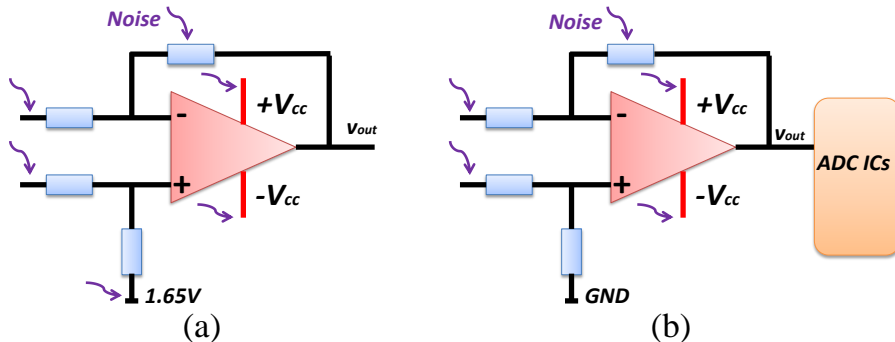 Noise
+Vcc
-
vout
+
-Vcc
1.65V
(a)
Noise
+Vcc
-
vout
ADC ICs
+
-Vcc
GND
(b)